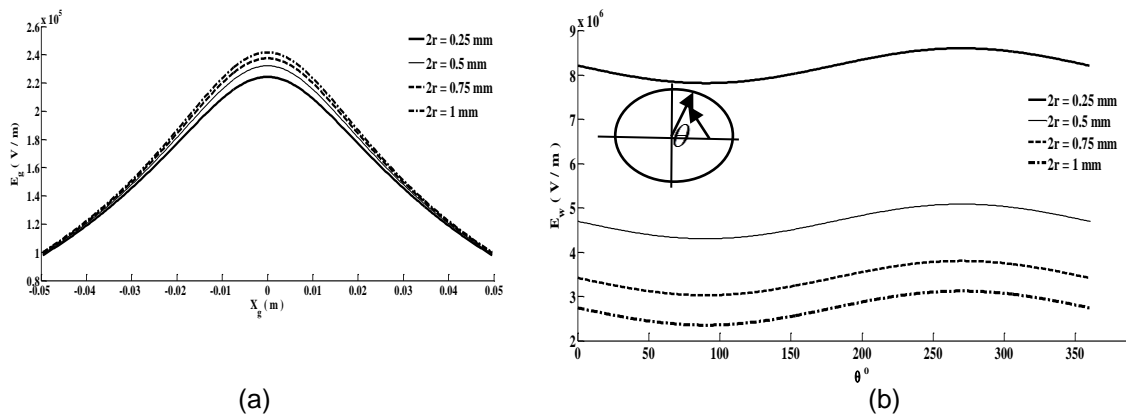 x 10^5
2.6
2.4
2.2
2
1.8
1.6
1.4
1.2
1
0.8
E_g ( V / m )
-0.05 -0.04 -0.03 -0.02 -0.01 0 0.01 0.02 0.03 0.04 0.05
X_g ( m )
2r = 0.25 mm
2r = 0.5 mm
2r = 0.75 mm
2r = 1 mm
(a)
x 10^6
9
8
7
6
5
4
3
2
E_w ( V / m )
0 50 100 150 200 250 300 350
θ^o
θ
2r = 0.25 mm
2r = 0.5 mm
2r = 0.75 mm
2r = 1 mm
(b)